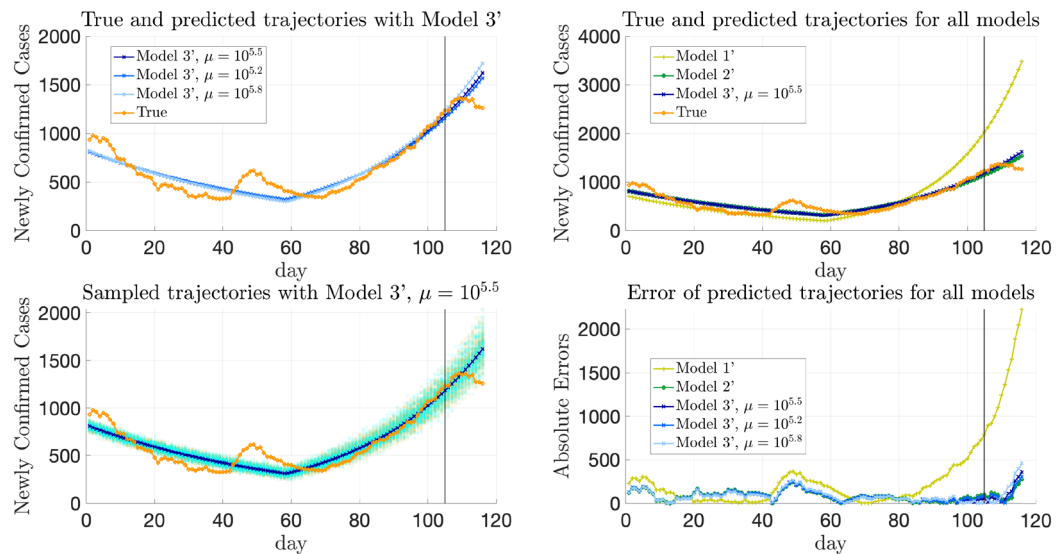 True and predicted trajectories with Model 3'
Newly Confirmed Cases
2000
1500
1000
500
0
Model 3', μ = 10^5.5
Model 3', μ = 10^5.2
Model 3', μ = 10^5.8
True
0 20 40 60 80 100 120
day
True and predicted trajectories for all models
Newly Confirmed Cases
4000
3000
2000
1000
0
Model 1'
Model 2'
Model 3', μ = 10^5.5
True
0 20 40 60 80 100 120
day
Sampled trajectories with Model 3', μ = 10^5.5
Newly Confirmed Cases
2000
1500
1000
500
0
0 20 40 60 80 100 120
day
Error of predicted trajectories for all models
Absolute Errors
2000
1500
1000
500
0
Model 1'
Model 2'
Model 3', μ = 10^5.5
Model 3', μ = 10^5.2
Model 3', μ = 10^5.8
0 20 40 60 80 100 120
day